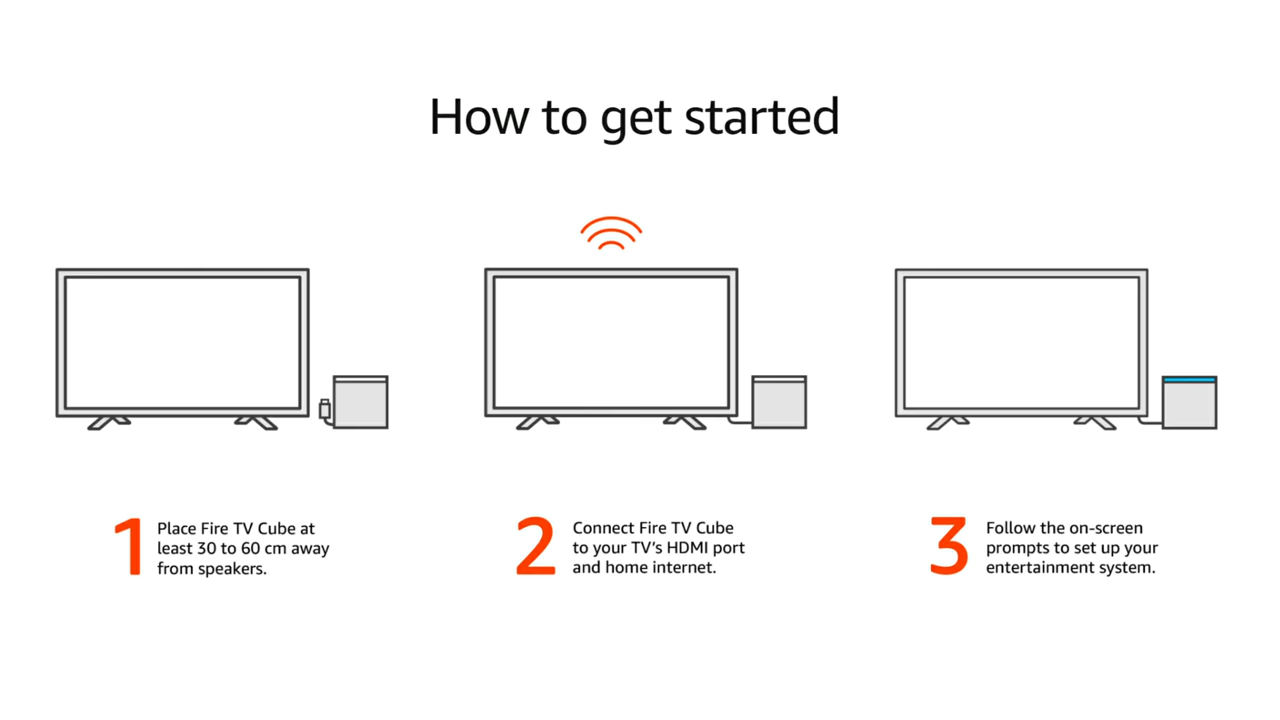 How to get started
1
Place Fire TV Cube at
least 30 to 60 cm away
from speakers.
2
Connect Fire TV Cube
to your TV's HDMI port
and home internet.
3
Follow the on-screen
prompts to set up your
entertainment system.